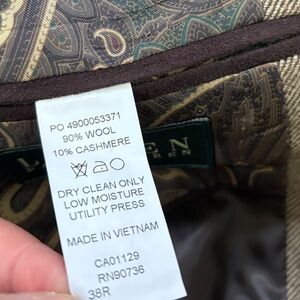 PO 4900053371
90% WOOL
10% CASHMERE
DRY CLEAN ONLY
LOW MOISTURE
UTILITY PRESS
MADE IN VIETNAM
CA01129
RN90736
38R